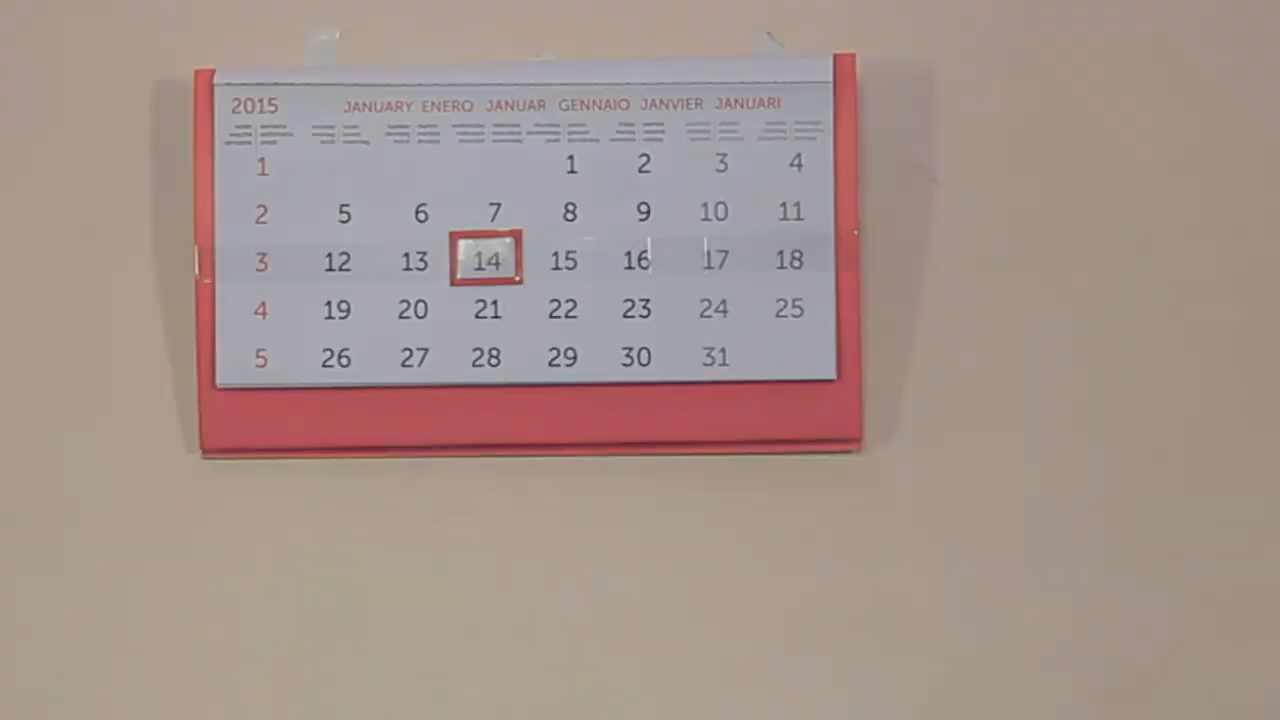 2015 JANUARY ENERO JANUAR GENNAIO JANVIER JANUARI
1 1 2 3 4
2 5 6 7 8 9 10 11
3 12 13 14 15 16 17 18
4 19 20 21 22 23 24 25
5 26 27 28 29 30 31